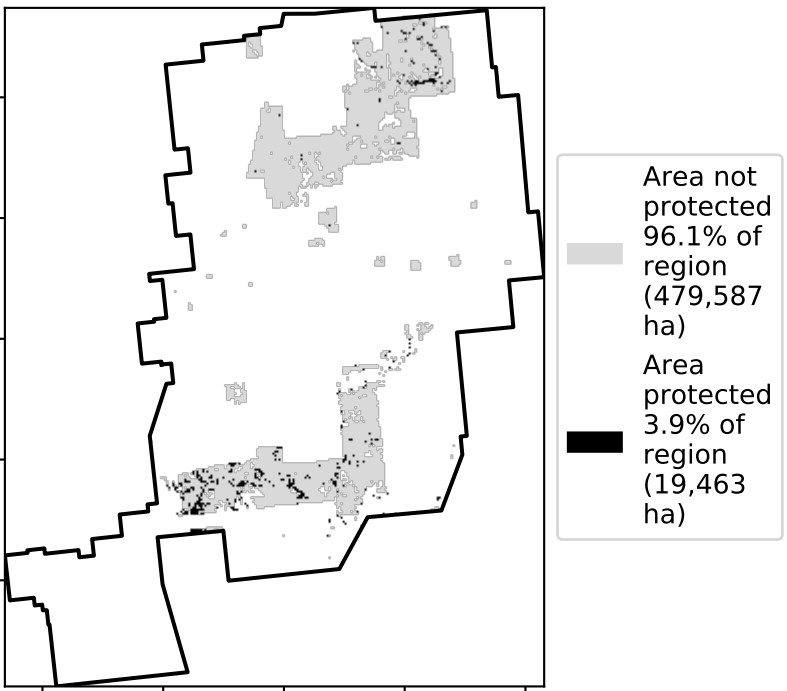 Area not
protected
96.1% of
region
(479,587
ha)
Area
protected
3.9% of
region
(19,463
ha)